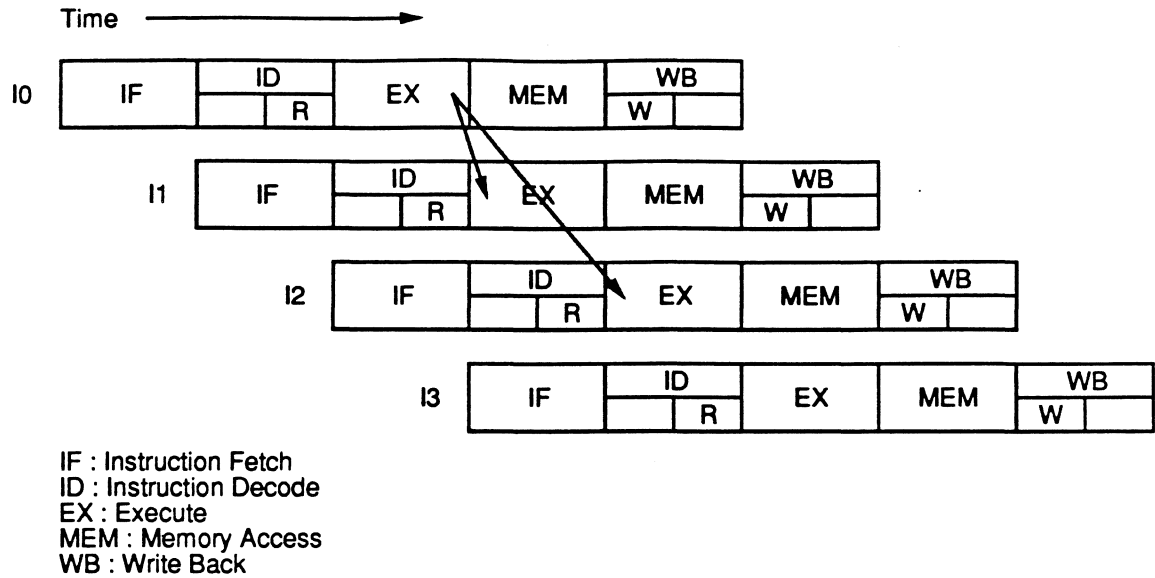 Time
I0 IF ID R EX MEM WB W
I1 IF ID R EX MEM WB W
I2 IF ID R EX MEM WB W
I3 IF ID R EX MEM WB W
IF : Instruction Fetch
ID : Instruction Decode
EX : Execute
MEM : Memory Access
WB : Write Back